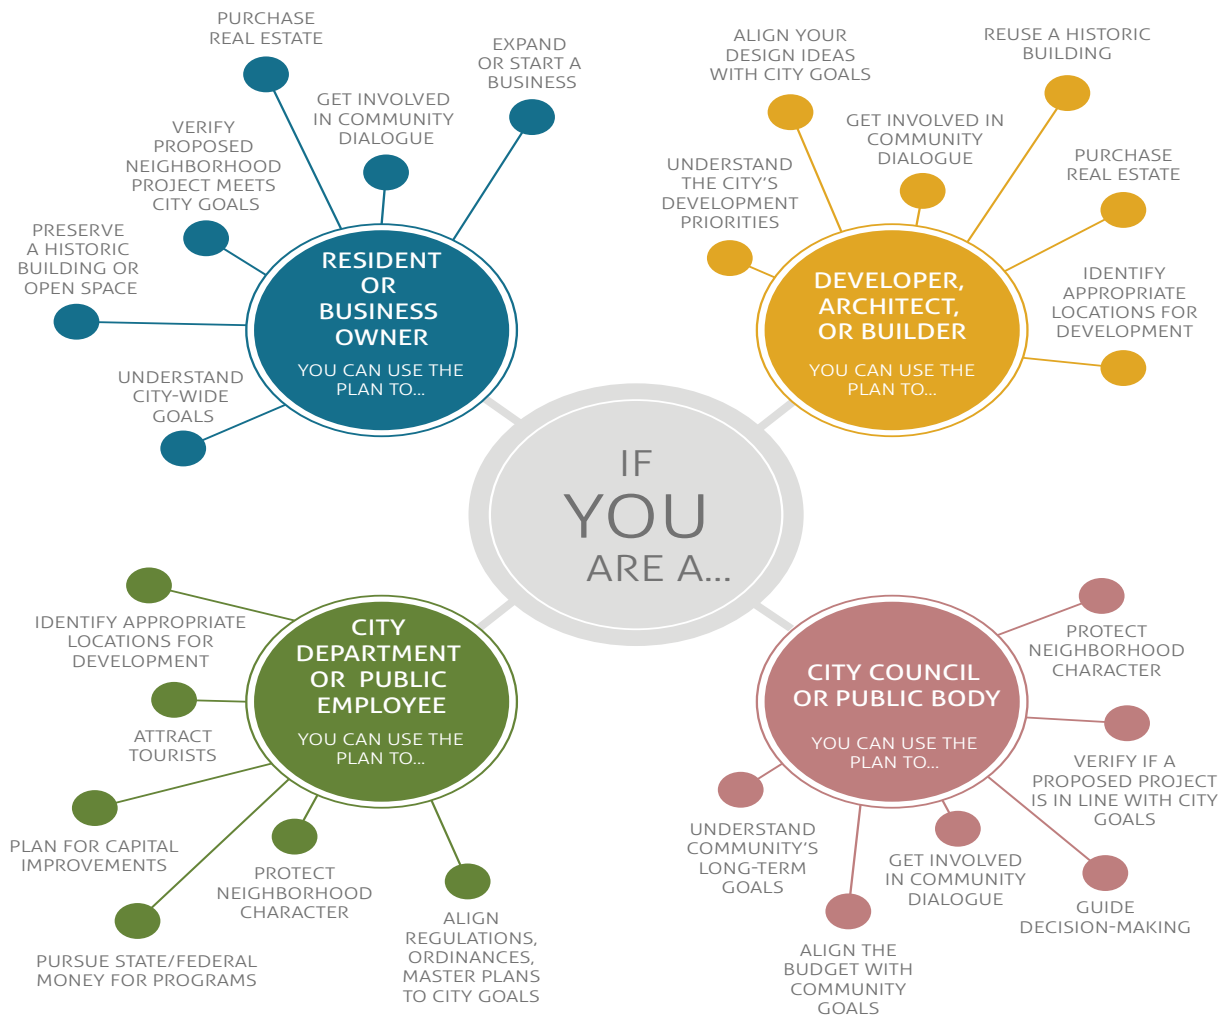 PURCHASE
REAL ESTATE
EXPAND
OR START A
BUSINESS
GET INVOLVED
IN COMMUNITY
DIALOGUE
VERIFY
PROPOSED
NEIGHBORHOOD
PROJECT MEETS
CITY GOALS
PRESERVE
A HISTORIC
BUILDING OR
OPEN SPACE
UNDERSTAND
CITY-WIDE
GOALS
RESIDENT
OR
BUSINESS
OWNER
YOU CAN USE THE
PLAN TO...
ALIGN YOUR
DESIGN IDEAS
WITH CITY GOALS
REUSE A HISTORIC
BUILDING
GET INVOLVED IN
COMMUNITY
DIALOGUE
UNDERSTAND
THE CITY'S
DEVELOPMENT
PRIORITIES
PURCHASE
REAL ESTATE
IDENTIFY
APPROPRIATE
LOCATIONS FOR
DEVELOPMENT
DEVELOPER,
ARCHITECT,
OR BUILDER
YOU CAN USE THE
PLAN TO...
IF
YOU
ARE A...
CITY
DEPARTMENT
OR PUBLIC
EMPLOYEE
YOU CAN USE THE
PLAN TO...
IDENTIFY APPROPRIATE
LOCATIONS FOR
DEVELOPMENT
ATTRACT
TOURISTS
PLAN FOR CAPITAL
IMPROVEMENTS
PURSUE STATE/FEDERAL
MONEY FOR PROGRAMS
PROTECT
NEIGHBORHOOD
CHARACTER
ALIGN
REGULATIONS,
ORDINANCES,
MASTER PLANS
TO CITY GOALS
CITY COUNCIL
OR PUBLIC BODY
YOU CAN USE THE
PLAN TO...
PROTECT
NEIGHBORHOOD
CHARACTER
VERIFY IF A
PROPOSED PROJECT
IS IN LINE WITH CITY
GOALS
UNDERSTAND
COMMUNITY'S
LONG-TERM
GOALS
GET INVOLVED
IN COMMUNITY
DIALOGUE
GUIDE
DECISION-MAKING
ALIGN THE
BUDGET WITH
COMMUNITY
GOALS